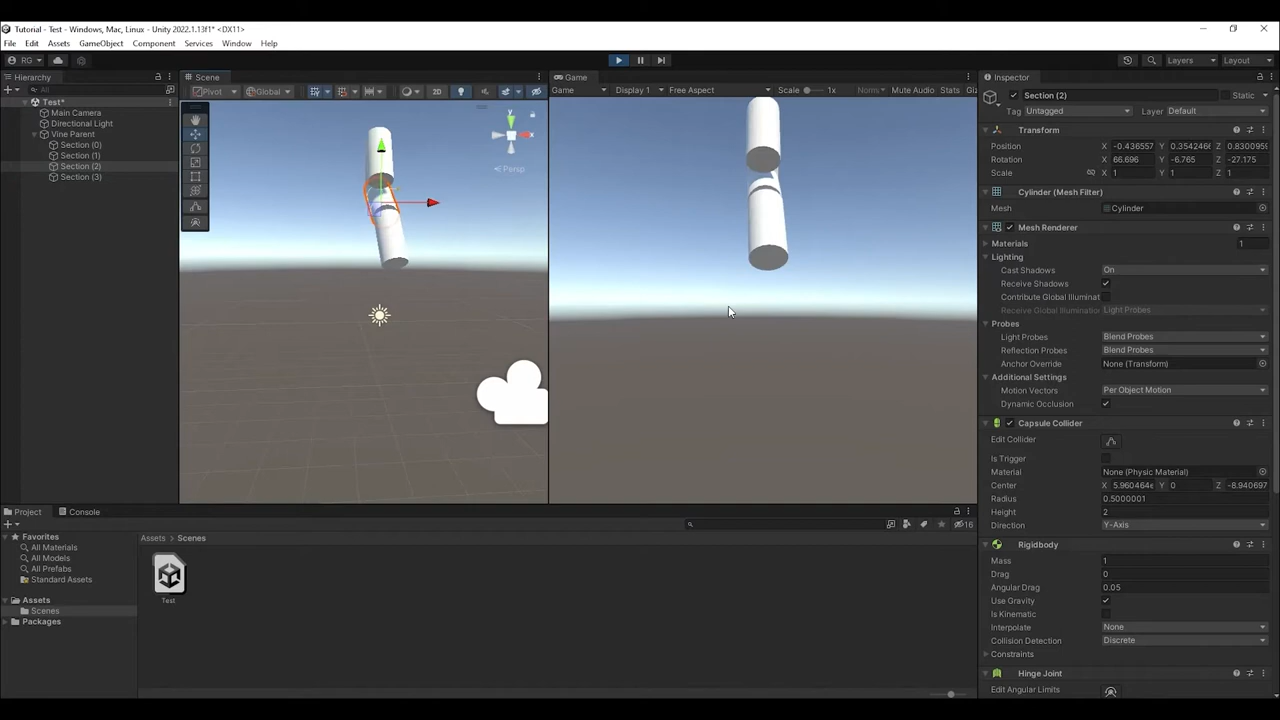 Tutorial - Test - Windows, Mac, Linux - Unity 2022.1.13f1* <DX11>
File Edit Assets GameObject Component Services Window Help
RG Layers Layout
Hierarchy Scene Game Inspector
All Pivot Global 2D Game Display 1 Free Aspect Scale 1x Norm Mute Audio Stats Giz
Section (2) Static
Tag Untagged Layer Default
Test*
Main Camera
Directional Light
Vine Parent
Section (0)
Section (1)
Section (2)
Section (3)
y
x
Persp
Transform
Position X -0.436557 Y 0.3542466 Z 0.8300959
Rotation X 66.696 Y -6.765 Z -27.175
Scale X 1 Y 1 Z 1
Cylinder (Mesh Filter)
Mesh Cylinder
Mesh Renderer
Materials 1
Lighting
Cast Shadows On
Receive Shadows
Contribute Global Illuminat
Receive Global Illuminatio Light Probes
Probes
Light Probes Blend Probes
Reflection Probes Blend Probes
Anchor Override None (Transform)
Additional Settings
Motion Vectors Per Object Motion
Dynamic Occlusion
Capsule Collider
Edit Collider
Is Trigger
Material None (Physic Material)
Center X 5.960464e Y 0 Z -8.940697
Radius 0.5000001
Height 2
Direction Y-Axis
Rigidbody
Mass 1
Drag 0
Angular Drag 0.05
Use Gravity
Is Kinematic
Interpolate None
Collision Detection Discrete
Constraints
Hinge Joint
Edit Angular Limits
Project Console
16
Favorites
All Materials
All Models
All Prefabs
Standard Assets
Assets
Scenes
Packages
Assets Scenes
Test